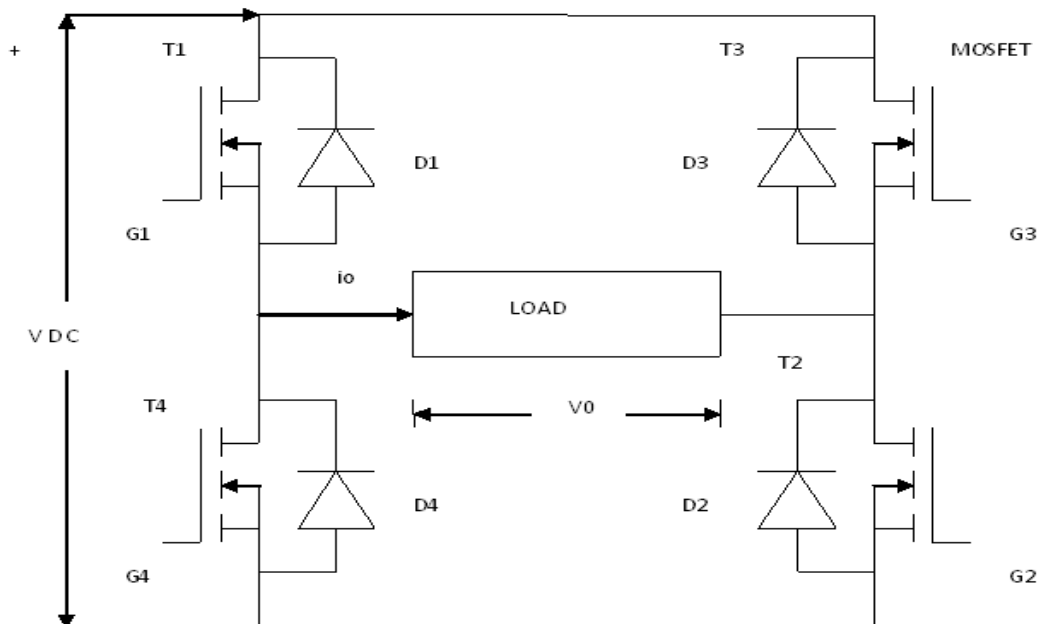 +
T1
T3
MOSFET
D1
D3
G1
G3
io
LOAD
V DC
T2
V0
T4
D4
D2
G4
G2